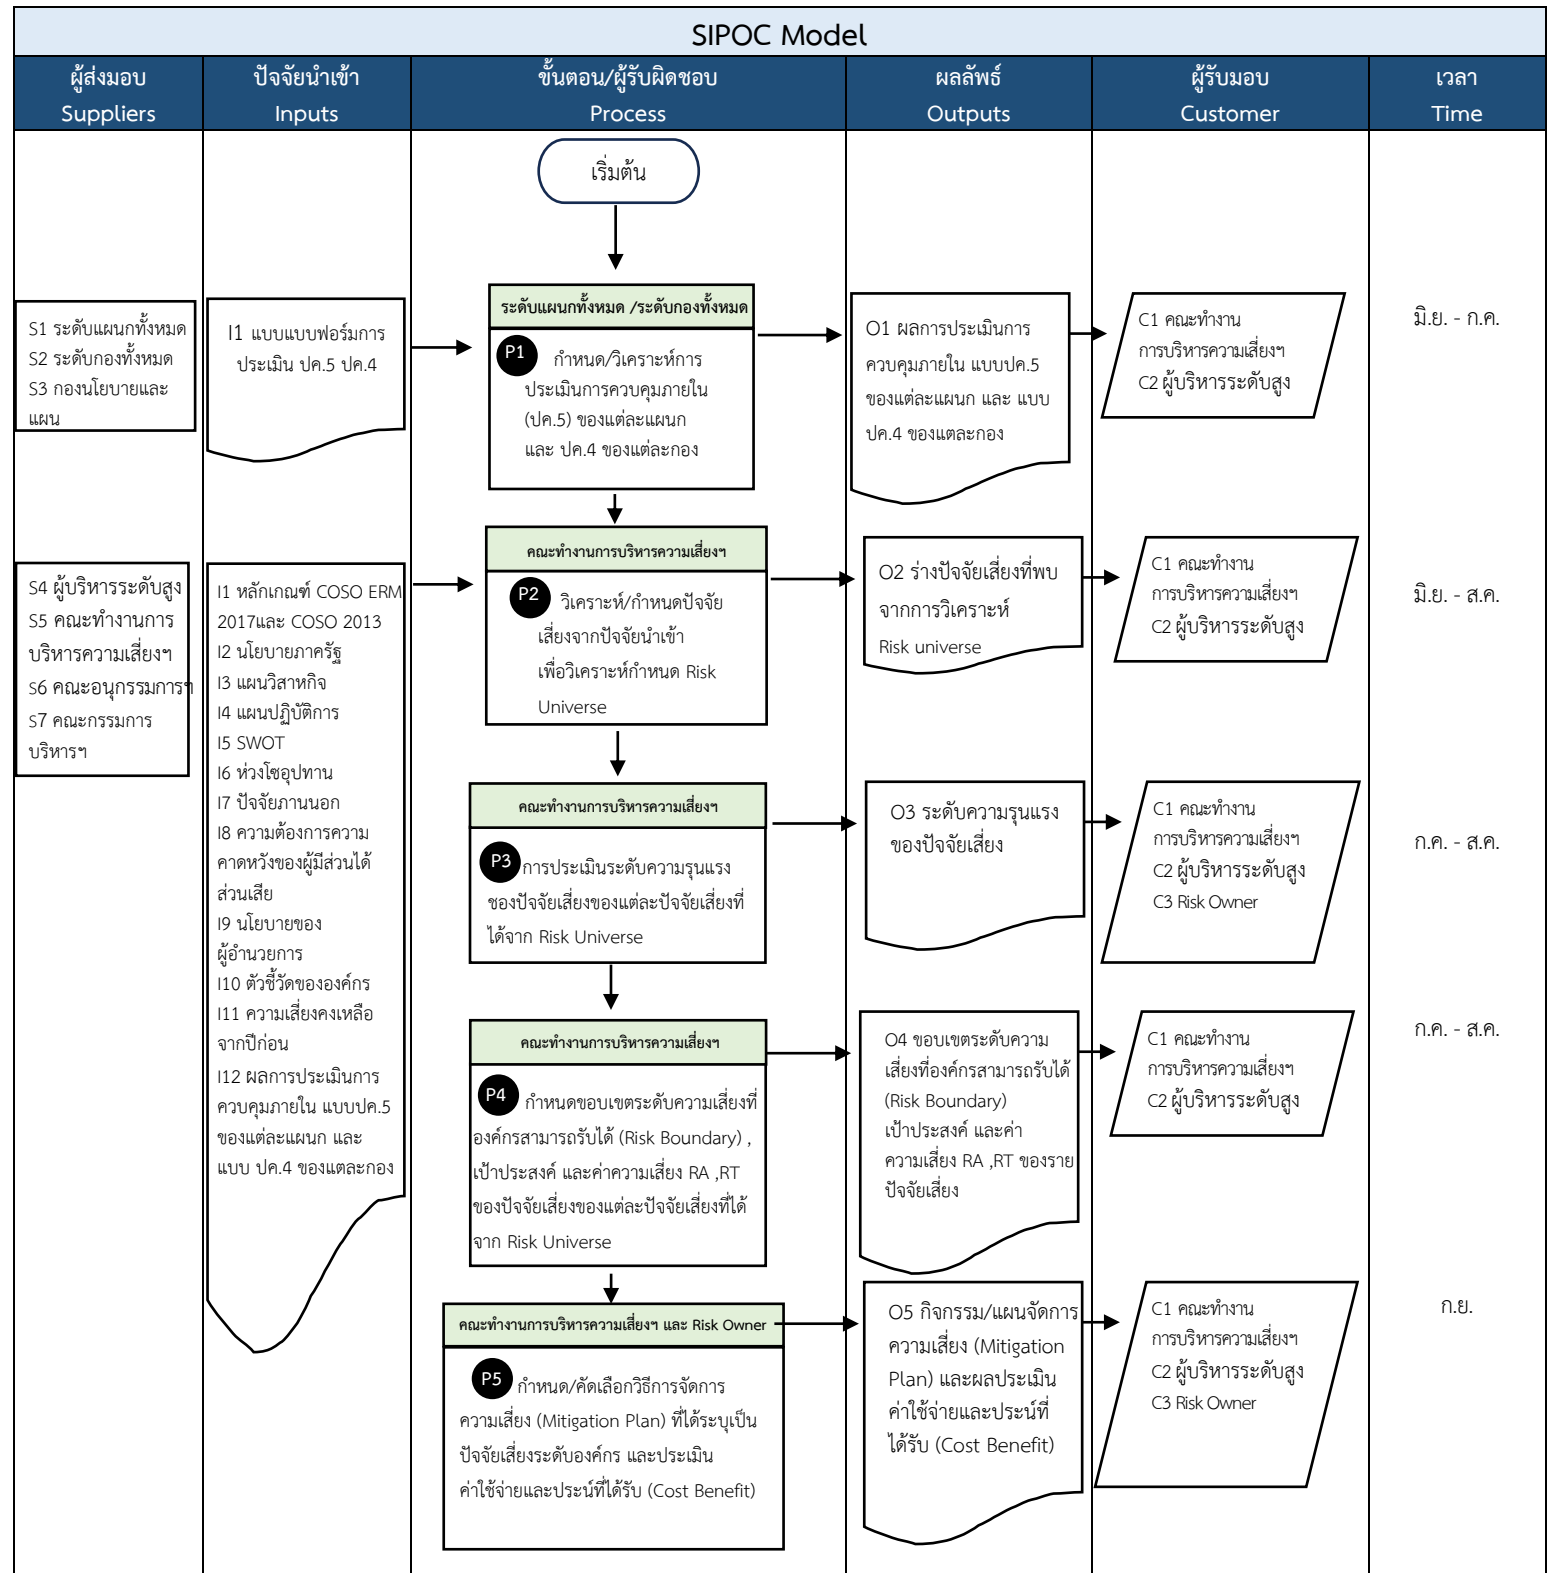 SIPOC Model
ผู้ส่งมอบ
Suppliers
ปัจจัยนำเข้า
Inputs
ขั้นตอน/ผู้รับผิดชอบ
Process
ผลลัพธ์
Outputs
ผู้รับมอบ
Customer
เวลา
Time
เริ่มต้น
S1 ระดับแผนกทั้งหมด
S2 ระดับกองทั้งหมด
S3 กองนโยบายและ
แผน
I1 แบบแบบฟอร์มการ
ประเมิน ปค.5 ปค.4
ระดับแผนกทั้งหมด /ระดับกองทั้งหมด
P1 กำหนด/วิเคราะห์การ
ประเมินการควบคุมภายใน
(ปค.5) ของแต่ละแผนก
และ ปค.4 ของแต่ละกอง
O1 ผลการประเมินการ
ควบคุมภายใน แบบปค.5
ของแต่ละแผนก และ แบบ
ปค.4 ของแตละกอง
C1 คณะทำงาน
การบริหารความเสี่ยงฯ
C2 ผู้บริหารระดับสูง
มิ.ย. - ก.ค.
S4 ผู้บริหารระดับสูง
S5 คณะทำงานการ
บริหารความเสี่ยงฯ
S6 คณะอนุกรรมการฯ
S7 คณะกรรมการ
บริหารฯ
I1 หลักเกณฑ์ COSO ERM
2017และ COSO 2013
I2 นโยบายภาครัฐ
I3 แผนวิสาหกิจ
I4 แผนปฏิบัติการ
I5 SWOT
I6 ห่วงโซอุปทาน
I7 ปัจจัยภานนอก
I8 ความต้องการความ
คาดหวังของผู้มีส่วนได้
ส่วนเสีย
I9 นโยบายของ
ผู้อำนวยการ
I10 ตัวชี้วัดขององค์กร
I11 ความเสี่ยงคงเหลือ
จากปีก่อน
I12 ผลการประเมินการ
ควบคุมภายใน แบบปค.5
ของแต่ละแผนก และ
แบบ ปค.4 ของแตละกอง
คณะทำงานการบริหารความเสี่ยงฯ
P2 วิเคราะห์/กำหนดปัจจัย
เสี่ยงจากปัจจัยนำเข้า
เพื่อวิเคราะห์กำหนด Risk
Universe
O2 ร่างปัจจัยเสี่ยงที่พบ
จากการวิเคราะห์
Risk universe
C1 คณะทำงาน
การบริหารความเสี่ยงฯ
C2 ผู้บริหารระดับสูง
มิ.ย. - ส.ค.
คณะทำงานการบริหารความเสี่ยงฯ
P3 การประเมินระดับความรุนแรง
ชองปัจจัยเสี่ยงของแต่ละปัจจัยเสี่ยงที่
ได้จาก Risk Universe
O3 ระดับความรุนแรง
ของปัจจัยเสี่ยง
C1 คณะทำงาน
การบริหารความเสี่ยงฯ
C2 ผู้บริหารระดับสูง
C3 Risk Owner
ก.ค. - ส.ค.
คณะทำงานการบริหารความเสี่ยงฯ
P4 กำหนดขอบเขตระดับความเสี่ยงที่
องค์กรสามารถรับได้ (Risk Boundary) ,
เป้าประสงค์ และค่าความเสี่ยง RA ,RT
ของปัจจัยเสี่ยงของแต่ละปัจจัยเสี่ยงที่ได้
จาก Risk Universe
O4 ขอบเขตระดับความ
เสี่ยงที่องค์กรสามารถรับได้
(Risk Boundary)
เป้าประสงค์ และค่า
ความเสี่ยง RA ,RT ของราย
ปัจจัยเสี่ยง
C1 คณะทำงาน
การบริหารความเสี่ยงฯ
C2 ผู้บริหารระดับสูง
ก.ค. - ส.ค.
คณะทำงานการบริหารความเสี่ยงฯ และ Risk Owner
P5 กำหนด/คัดเลือกวิธีการจัดการ
ความเสี่ยง (Mitigation Plan) ที่ได้ระบุเป็น
ปัจจัยเสี่ยงระดับองค์กร และประเมิน
ค่าใช้จ่ายและประน์ที่ได้รับ (Cost Benefit)
O5 กิจกรรม/แผนจัดการ
ความเสี่ยง (Mitigation
Plan) และผลประเมิน
ค่าใช้จ่ายและประน์ที่
ได้รับ (Cost Benefit)
C1 คณะทำงาน
การบริหารความเสี่ยงฯ
C2 ผู้บริหารระดับสูง
C3 Risk Owner
ก.ย.